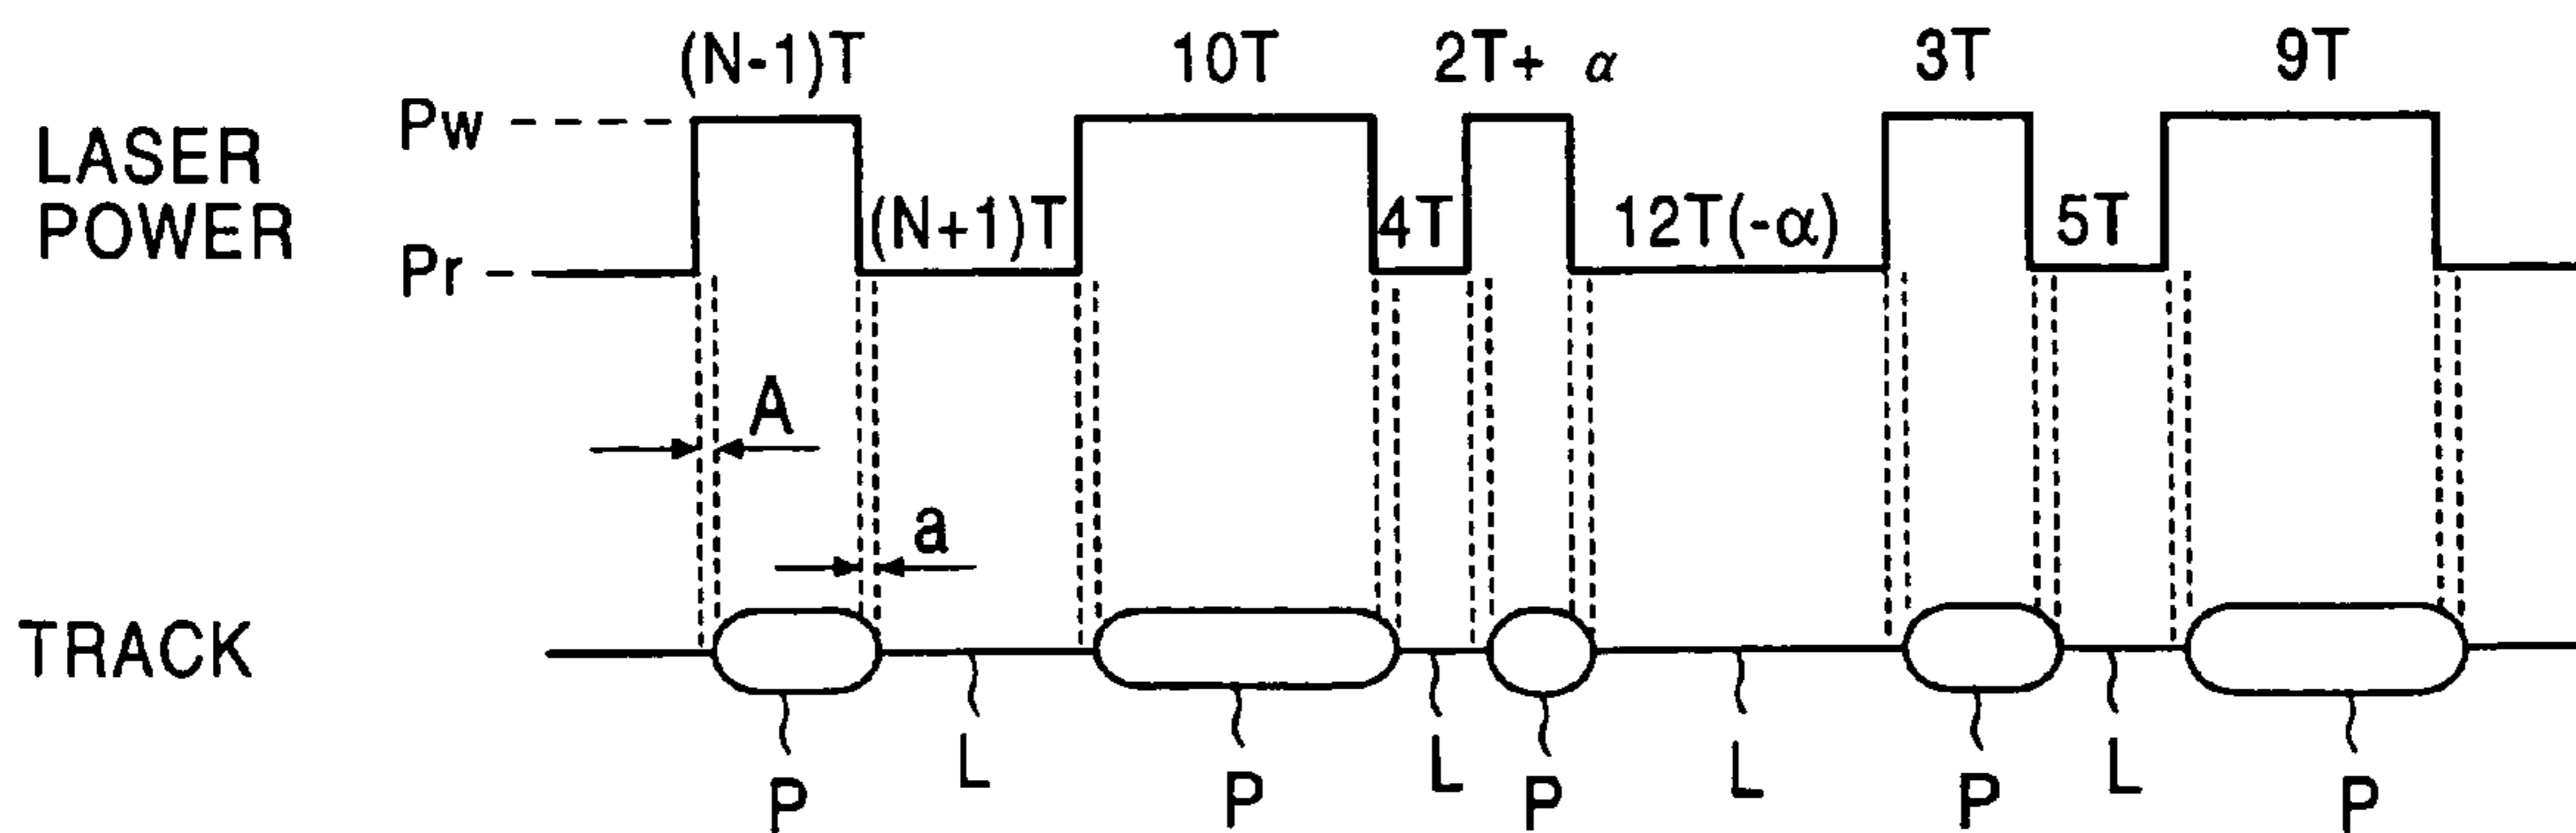 (N-1)T 10T 2T+ α 3T 9T
Pw
LASER
POWER
(N+1)T 4T 12T(-α) 5T
Pr
A
a
TRACK
P L P L P L P L P